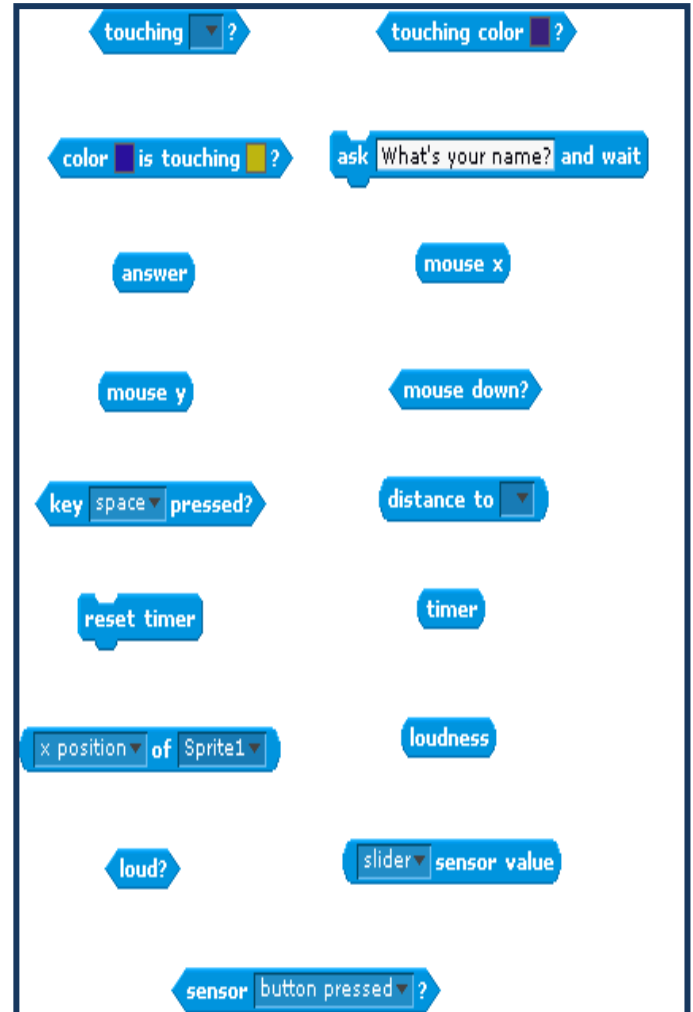 touching ?
touching color ?
color is touching ?
ask What's your name? and wait
answer
mouse x
mouse y
mouse down?
key space pressed?
distance to
reset timer
timer
x position of Sprite1
loudness
loud?
slider sensor value
sensor button pressed ?